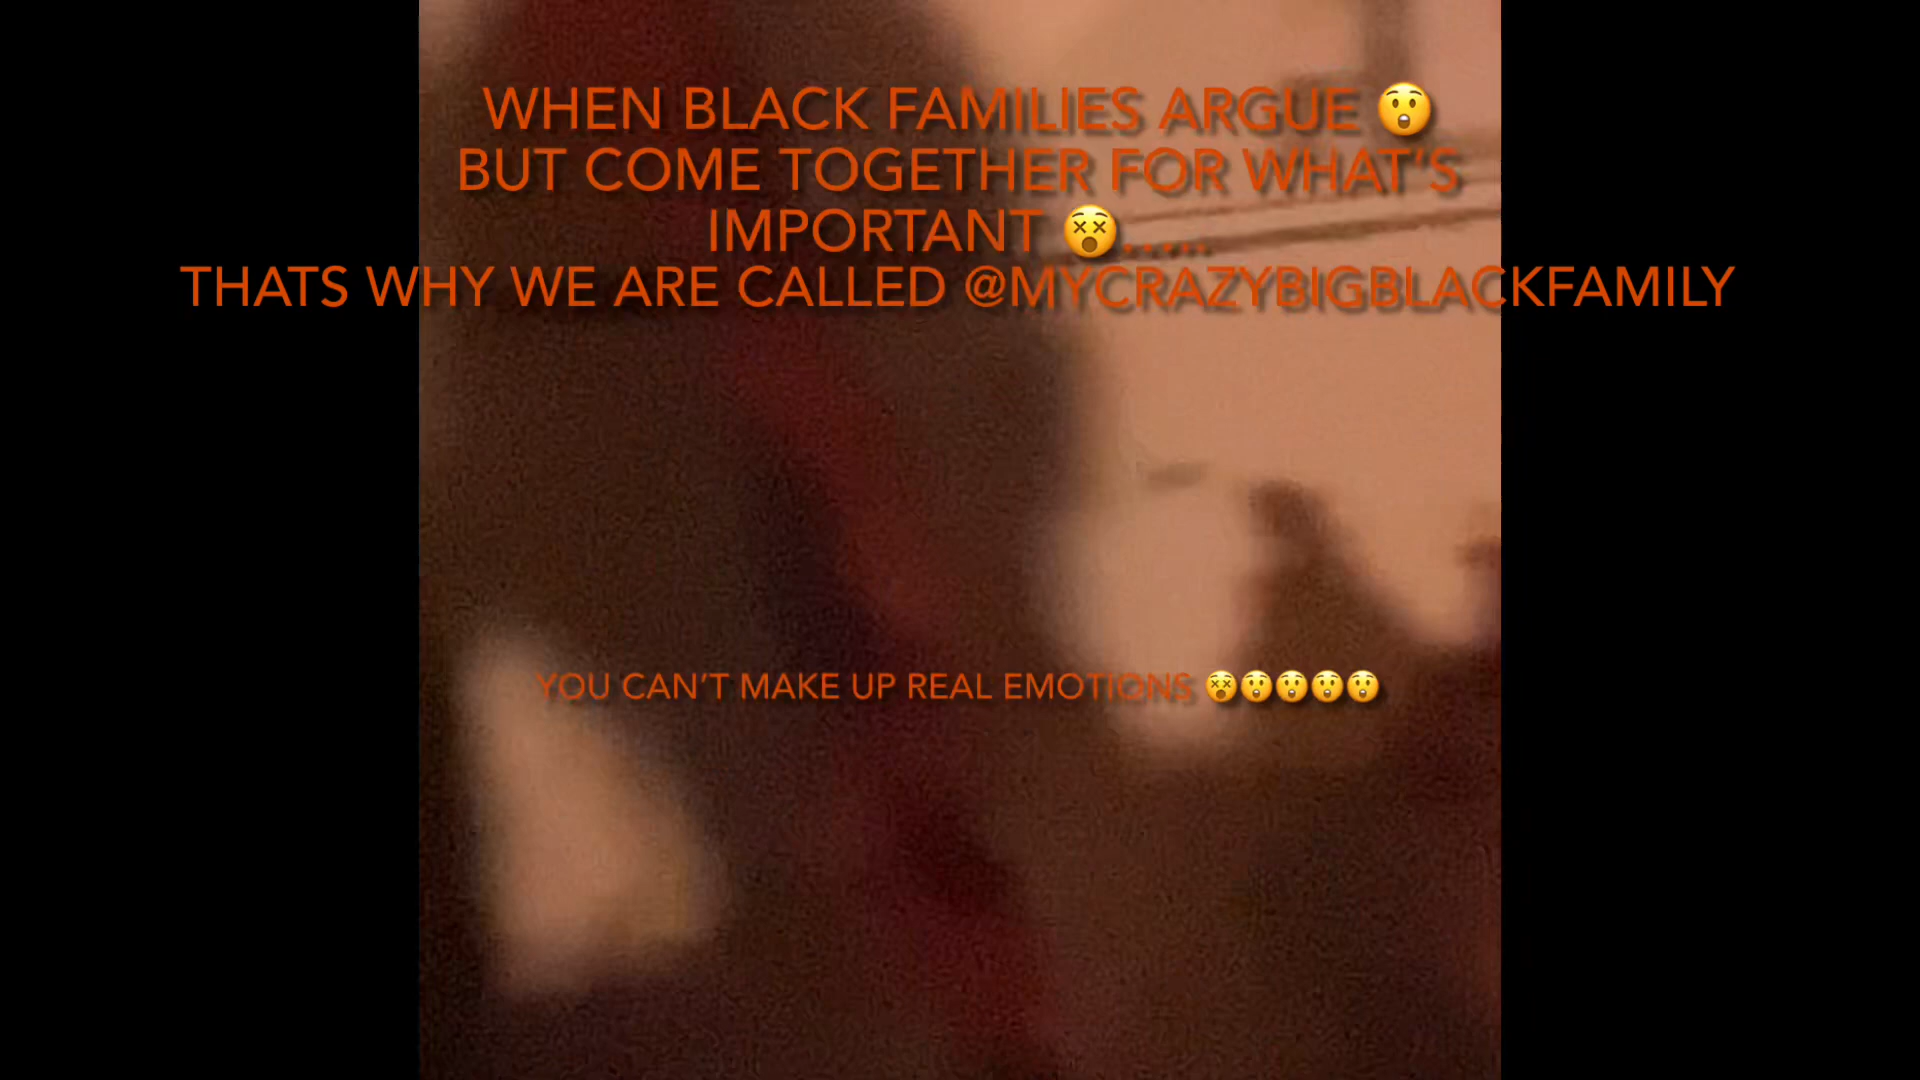 WHEN BLACK FAMILIES ARGUE 😲
BUT COME TOGETHER FOR WHAT'S
IMPORTANT 😵.....
THATS WHY WE ARE CALLED @MYCRAZYBIGBLACKFAMILY
YOU CAN'T MAKE UP REAL EMOTIONS 😵😲😲😲😲